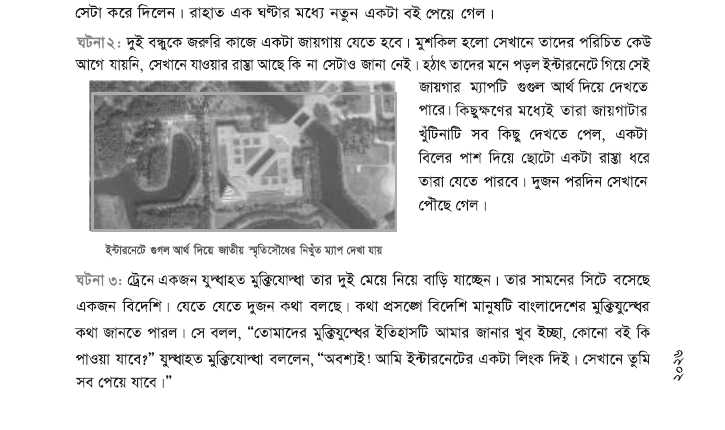 সেটা করে দিলেন। রাহাত এক ঘণ্টার মধ্যে নতুন একটা বই পেয়ে গেল।
ঘটনা ২: দুই বন্ধুকে জরুরি কাজে একটা জায়গায় যেতে হবে। মুশকিল হলো সেখানে তাদের পরিচিত কেউ
আগে যায়নি, সেখানে যাওয়ার রাস্তা আছে কি না সেটাও জানা নেই। হঠাৎ তাদের মনে পড়ল ইন্টারনেটে গিয়ে সেই
জায়গার ম্যাপটি গুগুল আর্থ দিয়ে দেখতে
পারে। কিছুক্ষণের মধ্যেই তারা জায়গাটার
খুঁটিনাটি সব কিছু দেখতে পেল, একটা
বিলের পাশ দিয়ে ছোটো একটা রাস্তা ধরে
তারা যেতে পারবে। দুজন পরদিন সেখানে
পৌঁছে গেল।
ইন্টারনেটে গুগল আর্থ দিয়ে জাতীয় স্মৃতিসৌধের নিখুঁত ম্যাপ দেখা যায়
ঘটনা ৩: ট্রেনে একজন যুদ্ধাহত মুক্তিযোদ্ধা তার দুই মেয়ে নিয়ে বাড়ি যাচ্ছেন। তার সামনের সিটে বসেছে
একজন বিদেশি। যেতে যেতে দুজন কথা বলছে। কথা প্রসঙ্গে বিদেশি মানুষটি বাংলাদেশের মুক্তিযুদ্ধের
কথা জানতে পারল। সে বলল, “তোমাদের মুক্তিযুদ্ধের ইতিহাসটি আমার জানার খুব ইচ্ছা, কোনো বই কি
পাওয়া যাবে?” যুদ্ধাহত মুক্তিযোদ্ধা বললেন, “অবশ্যই! আমি ইন্টারনেটের একটা লিংক দিই। সেখানে তুমি
সব পেয়ে যাবে।”
২০২৬